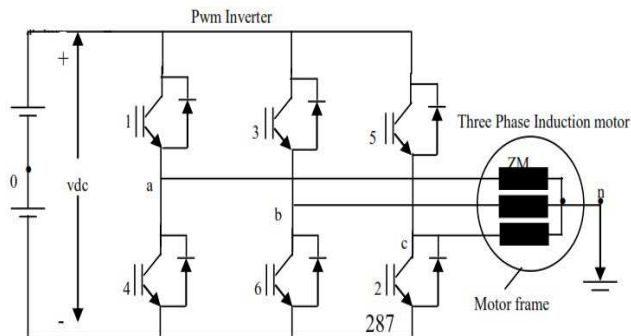 Pwm Inverter
+
1
3
5
Three Phase Induction motor
ZM
0
vdc
a
n
b
c
4
6
2
Motor frame
-
287